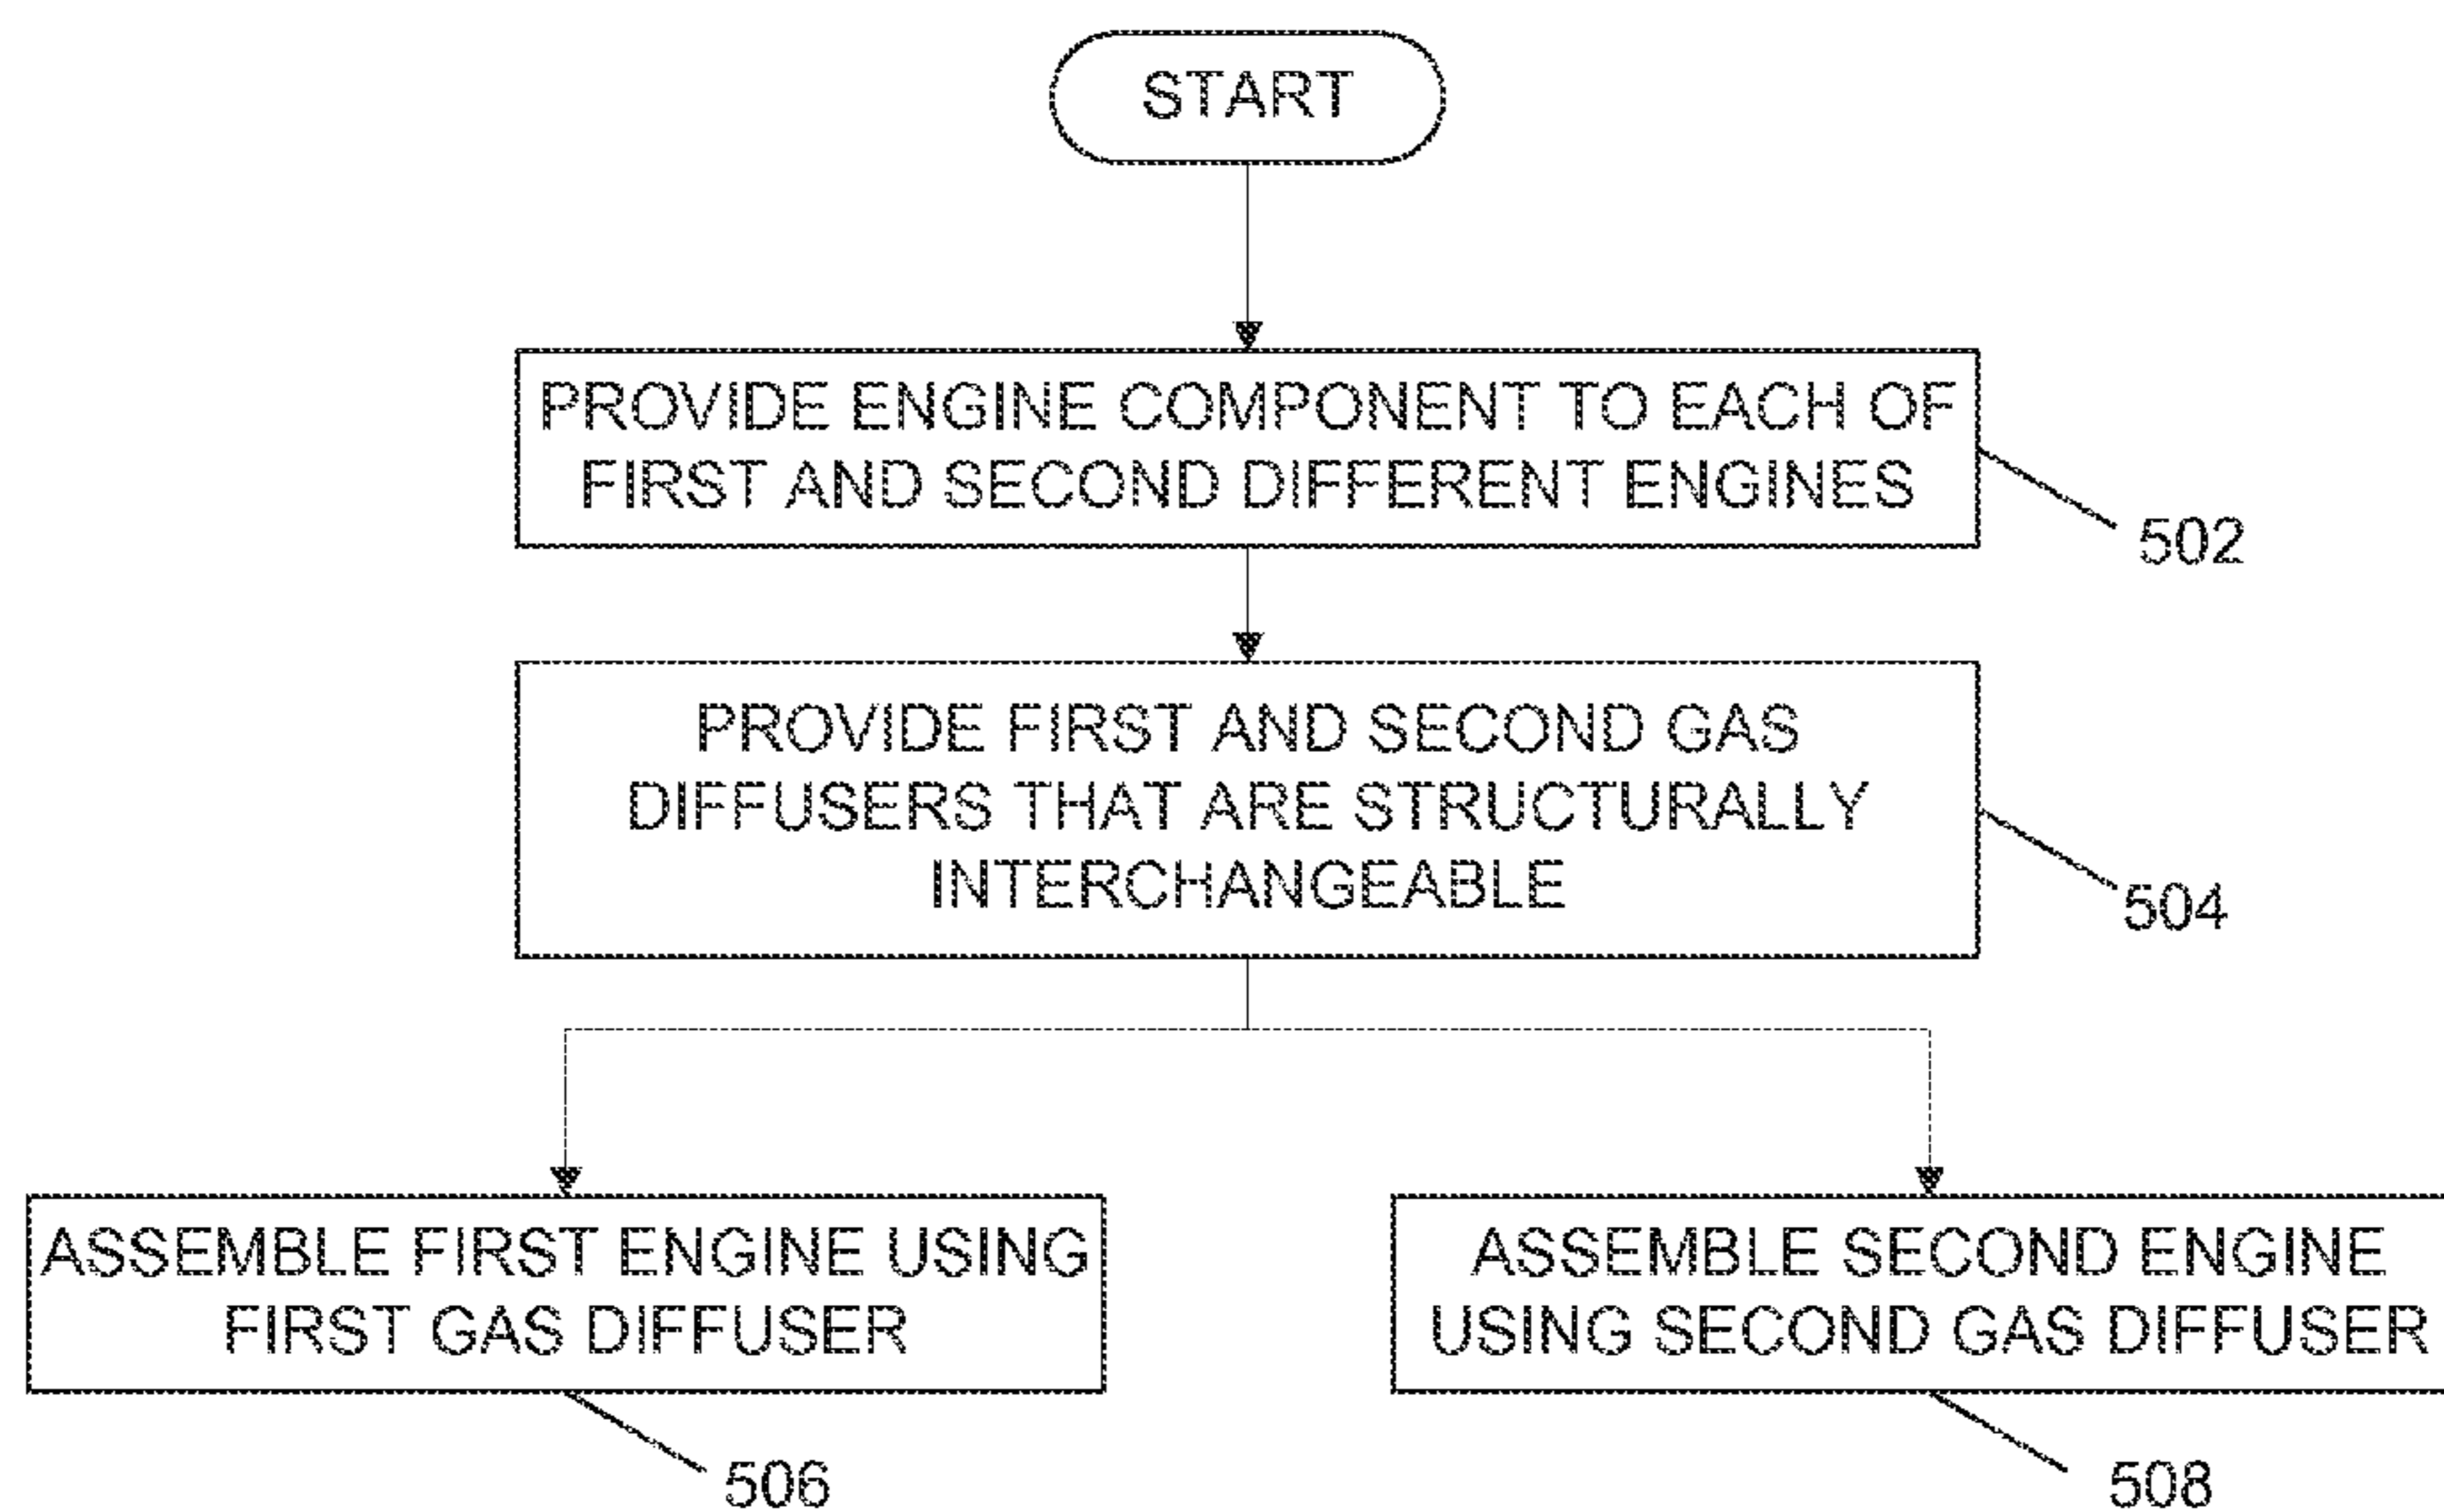 START
PROVIDE ENGINE COMPONENT TO EACH OF
FIRST AND SECOND DIFFERENT ENGINES
502
PROVIDE FIRST AND SECOND GAS
DIFFUSERS THAT ARE STRUCTURALLY
INTERCHANGEABLE
504
ASSEMBLE FIRST ENGINE USING
FIRST GAS DIFFUSER
506
ASSEMBLE SECOND ENGINE
USING SECOND GAS DIFFUSER
508